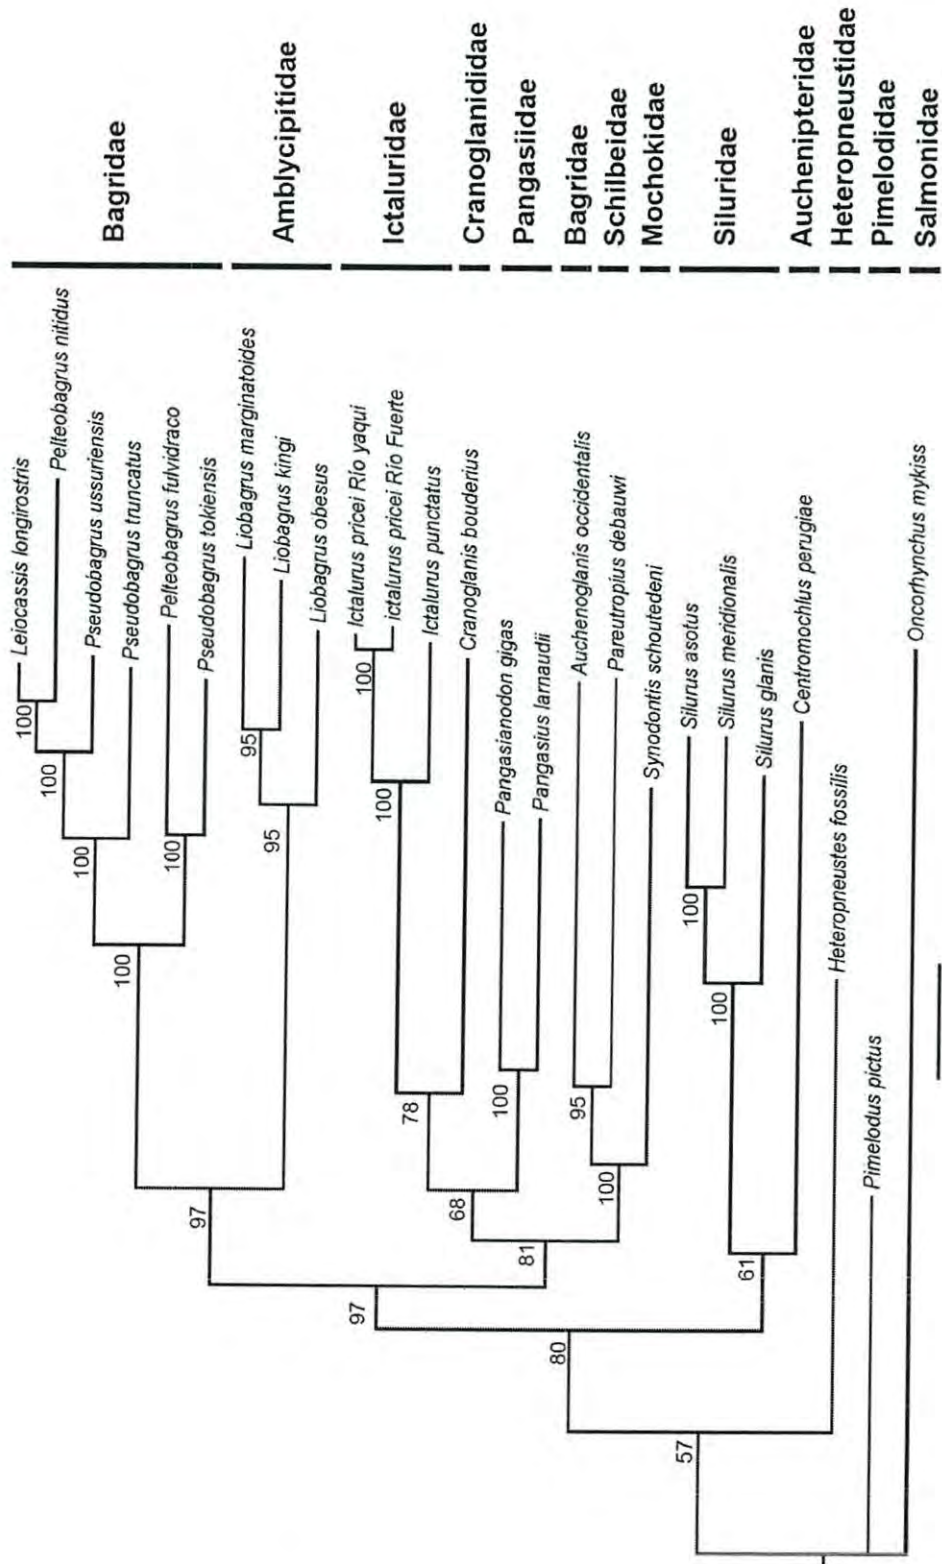 Leiocassis longirostris
Pelteobagrus nitidus
Pseudobagrus ussuriensis
Pseudobagrus truncatus
Pelteobagrus fulvidraco
Pseudobagrus tokiensis
Liobagrus marginatoides
Liobagrus kingi
Liobagrus obesus
Ictalurus pricei Rio yaqui
ictalurus pricei Rio Fuerte
Ictalurus punctatus
Cranoglanis bouderius
Pangasianodon gigas
Pangasius larnaudii
Auchenoglanis occidentalis
Pareutropius debauwi
Synodontis schoutedeni
Silurus asotus
Silurus meridionalis
Silurus glanis
Centromochlus perugiae
Heteropneustes fossilis
Pimelodus pictus
Oncorhynchus mykiss
Bagridae
Amblycipitidae
Ictaluridae
Cranoglanididae
Pangasiidae
Bagridae
Schilbeidae
Mochokidae
Siluridae
Auchenipteridae
Heteropneustidae
Pimelodidae
Salmonidae
100
100
100
100
100
95
95
97
100
100
78
100
68
95
100
81
97
100
100
61
80
57